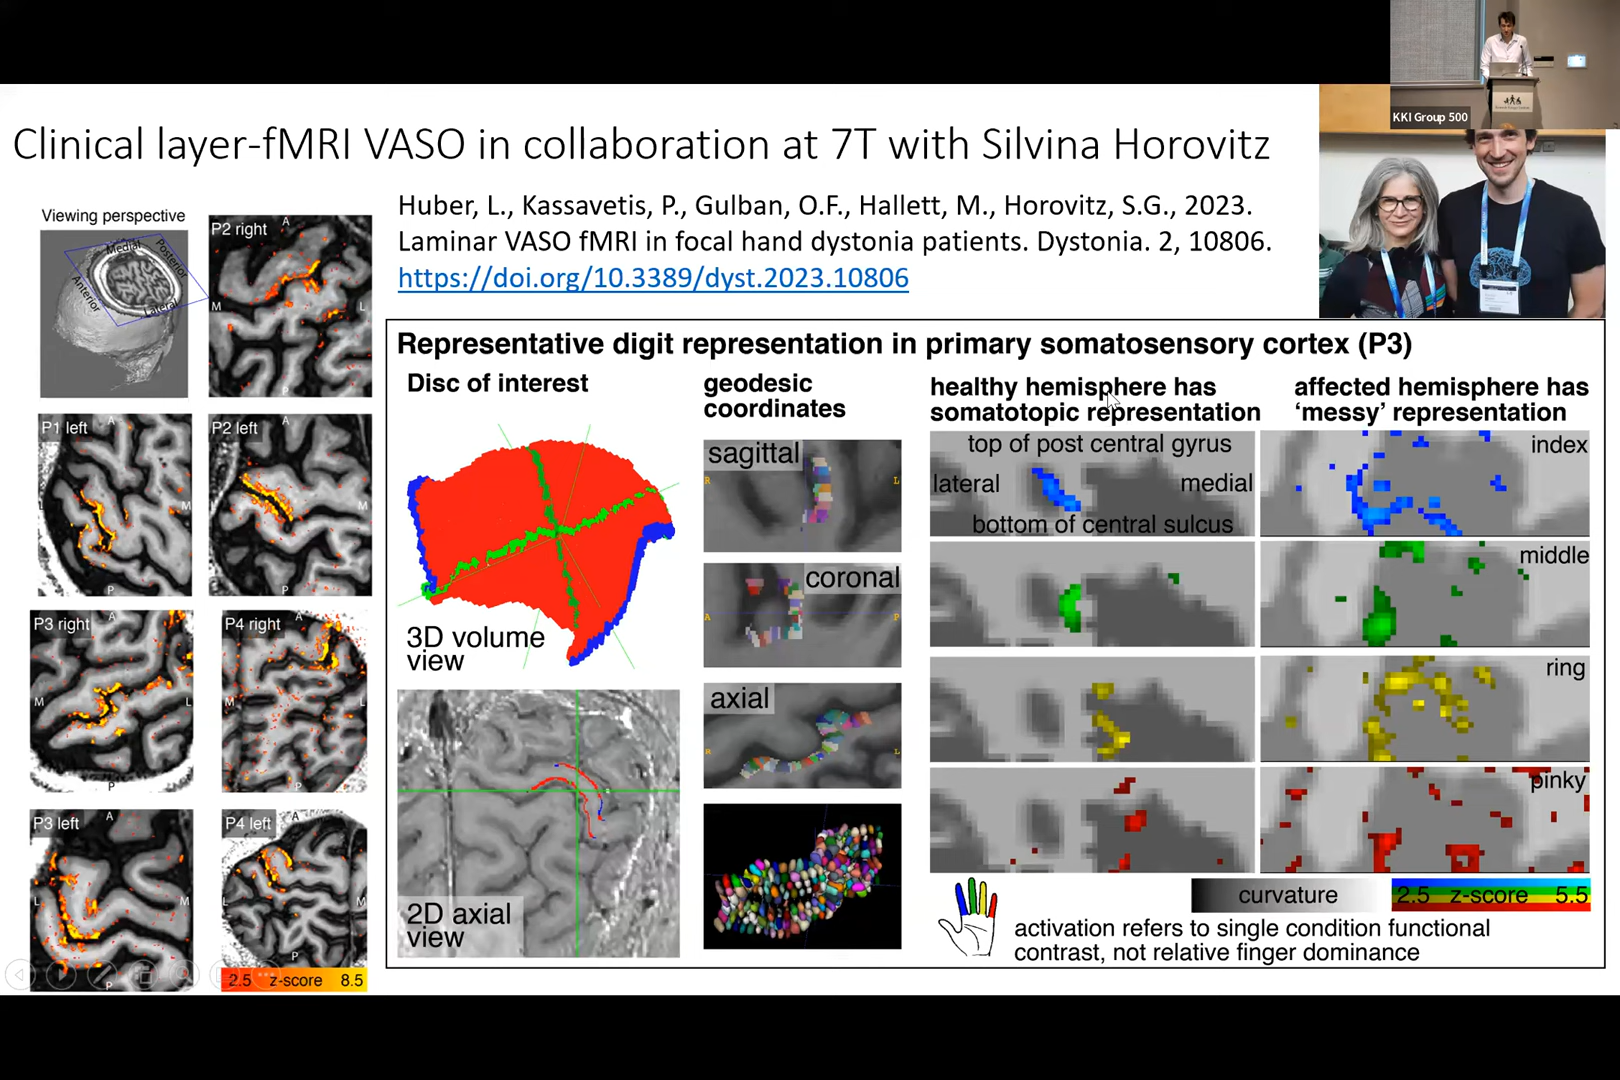 KKI Group 500
Clinical layer-fMRI VASO in collaboration at 7T with Silvina Horovitz
Huber, L., Kassavetis, P., Gulban, O.F., Hallett, M., Horovitz, S.G., 2023.
Laminar VASO fMRI in focal hand dystonia patients. Dystonia. 2, 10806.
https://doi.org/10.3389/dyst.2023.10806
Viewing perspective
Medial
Posterior
Anterior
Lateral
P2 right
A
M
L
P
P1 left
A
M
P
P2 left
A
M
P
P3 right
A
M
L
P
P4 right
A
M
L
P
P3 left
A
L
M
P
P4 left
A
L
M
P
2.5 z-score 8.5
Representative digit representation in primary somatosensory cortex (P3)
Disc of interest
3D volume
view
2D axial
view
geodesic
coordinates
sagittal
R
L
coronal
A
P
axial
R
L
healthy hemisphere has
somatotopic representation
affected hemisphere has
‘messy’ representation
top of post central gyrus
lateral
medial
bottom of central sulcus
index
middle
ring
pinky
curvature
2.5 z-score 5.5
activation refers to single condition functional
contrast, not relative finger dominance